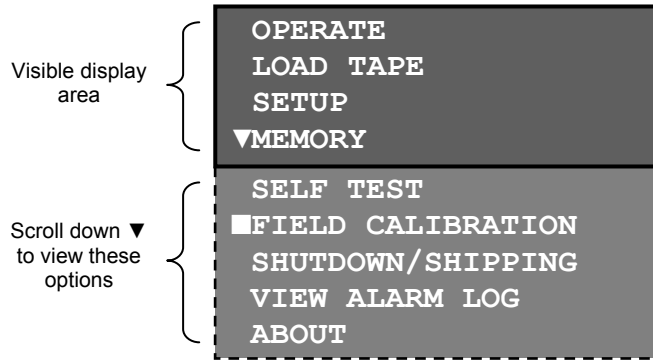 Visible display
area
OPERATE
LOAD TAPE
SETUP
▼MEMORY
Scroll down ▼
to view these
options
SELF TEST
■FIELD CALIBRATION
SHUTDOWN/SHIPPING
VIEW ALARM LOG
ABOUT